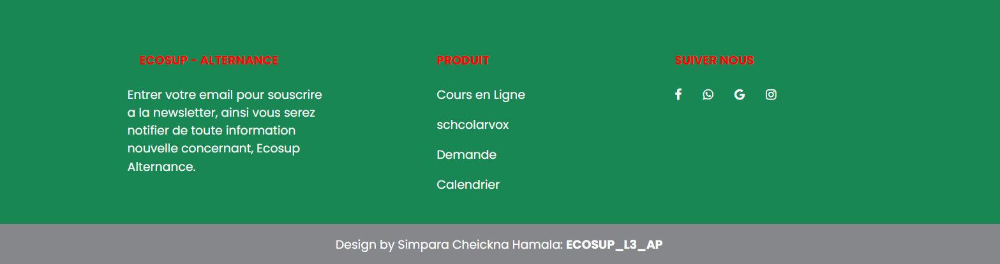 ECOSUP - ALTERNANCE
Entrer votre email pour souscrire
a la newsletter, ainsi vous serez
notifier de toute information
nouvelle concernant, Ecosup
Alternance.
PRODUIT
Cours en Ligne
schcolarvox
Demande
Calendrier
SUIVER NOUS
Design by Simpara Cheickna Hamala: ECOSUP_L3_AP